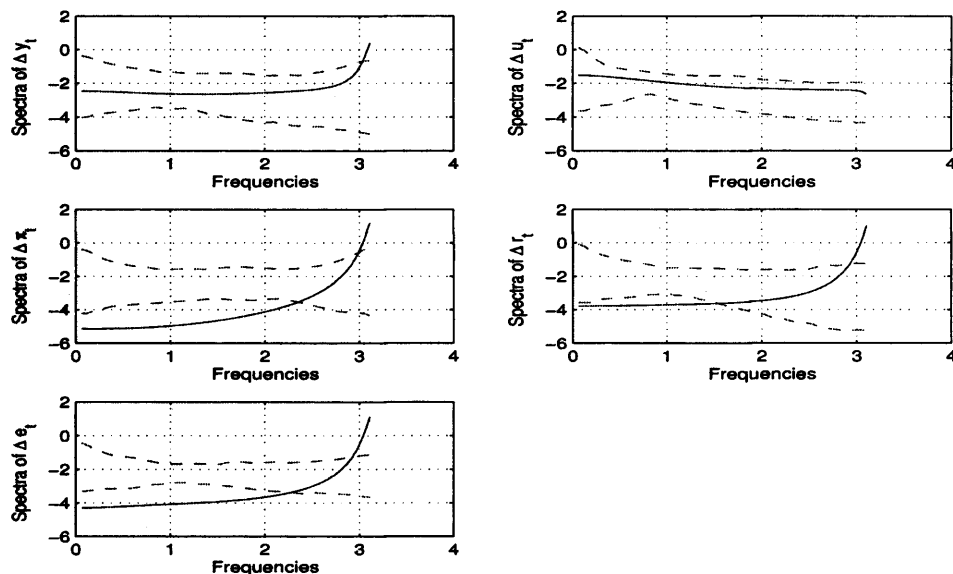 Spectra of Δ y_t
2
0
−2
−4
−6
0 1 2 3 4
Frequencies
Spectra of Δ u_t
2
0
−2
−4
−6
0 1 2 3 4
Frequencies
Spectra of Δ π_t
2
0
−2
−4
−6
0 1 2 3 4
Frequencies
Spectra of Δ r_t
2
0
−2
−4
−6
0 1 2 3 4
Frequencies
Spectra of Δ e_t
2
0
−2
−4
−6
0 1 2 3 4
Frequencies